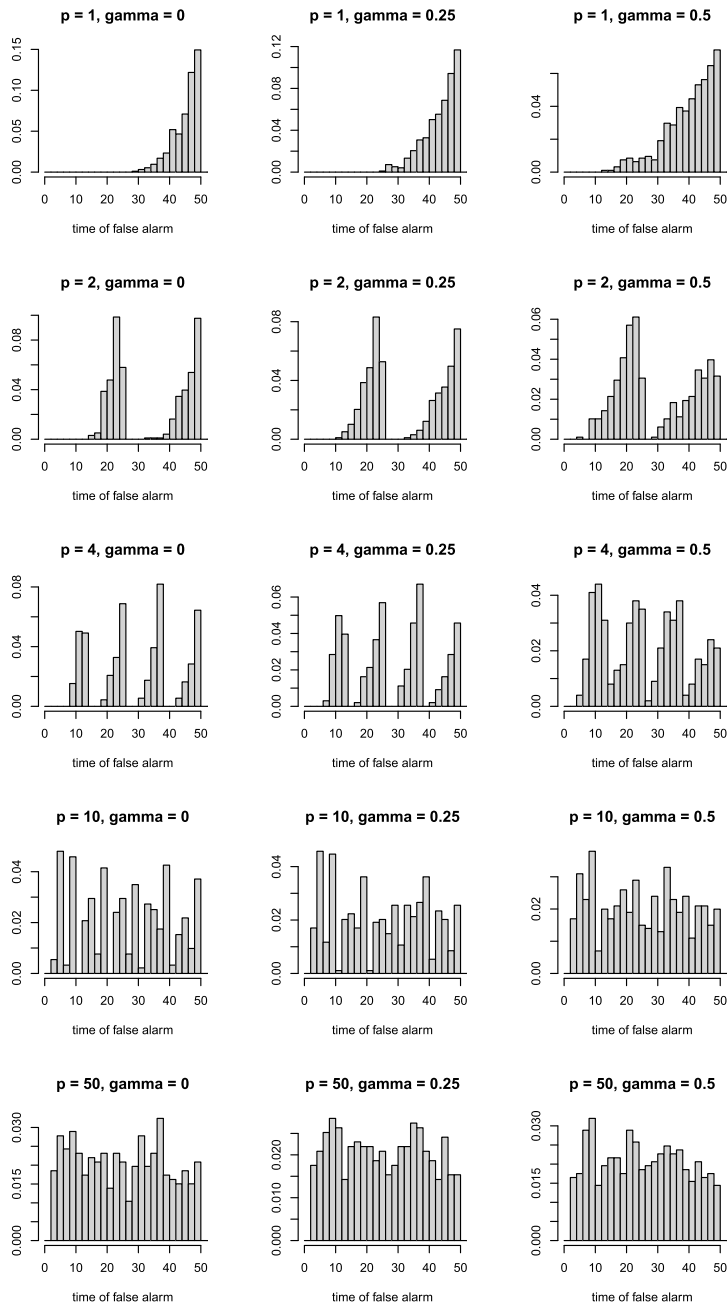 p = 1, gamma = 0
p = 1, gamma = 0.25
p = 1, gamma = 0.5
0.00 0.05 0.10 0.15
0.00 0.04 0.08 0.12
0.00 0.04
0 10 20 30 40 50
0 10 20 30 40 50
0 10 20 30 40 50
time of false alarm
time of false alarm
time of false alarm
p = 2, gamma = 0
p = 2, gamma = 0.25
p = 2, gamma = 0.5
0.00 0.04 0.08
0.00 0.04 0.08
0.00 0.02 0.04 0.06
0 10 20 30 40 50
0 10 20 30 40 50
0 10 20 30 40 50
time of false alarm
time of false alarm
time of false alarm
p = 4, gamma = 0
p = 4, gamma = 0.25
p = 4, gamma = 0.5
0.00 0.04 0.08
0.00 0.02 0.04 0.06
0.00 0.02 0.04
0 10 20 30 40 50
0 10 20 30 40 50
0 10 20 30 40 50
time of false alarm
time of false alarm
time of false alarm
p = 10, gamma = 0
p = 10, gamma = 0.25
p = 10, gamma = 0.5
0.00 0.02 0.04
0.00 0.02 0.04
0.00 0.02
0 10 20 30 40 50
0 10 20 30 40 50
0 10 20 30 40 50
time of false alarm
time of false alarm
time of false alarm
p = 50, gamma = 0
p = 50, gamma = 0.25
p = 50, gamma = 0.5
0.000 0.015 0.030
0.000 0.010 0.020
0.000 0.015 0.030
0 10 20 30 40 50
0 10 20 30 40 50
0 10 20 30 40 50
time of false alarm
time of false alarm
time of false alarm